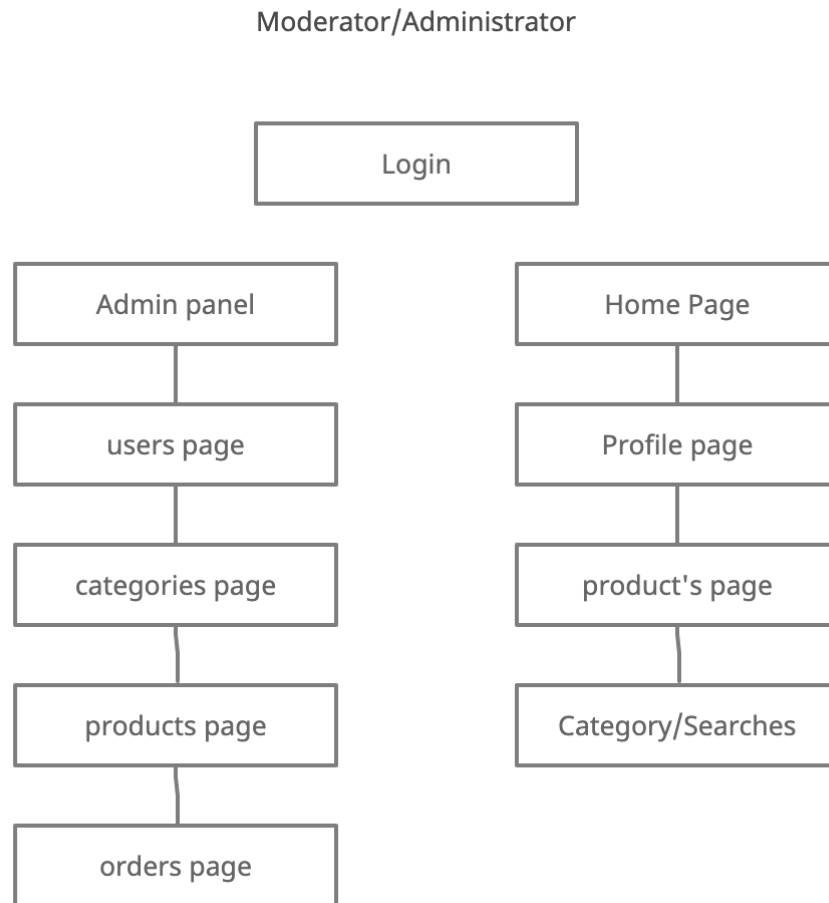 Moderator/Administrator
Login
Admin panel
Home Page
users page
Profile page
categories page
product's page
products page
Category/Searches
orders page